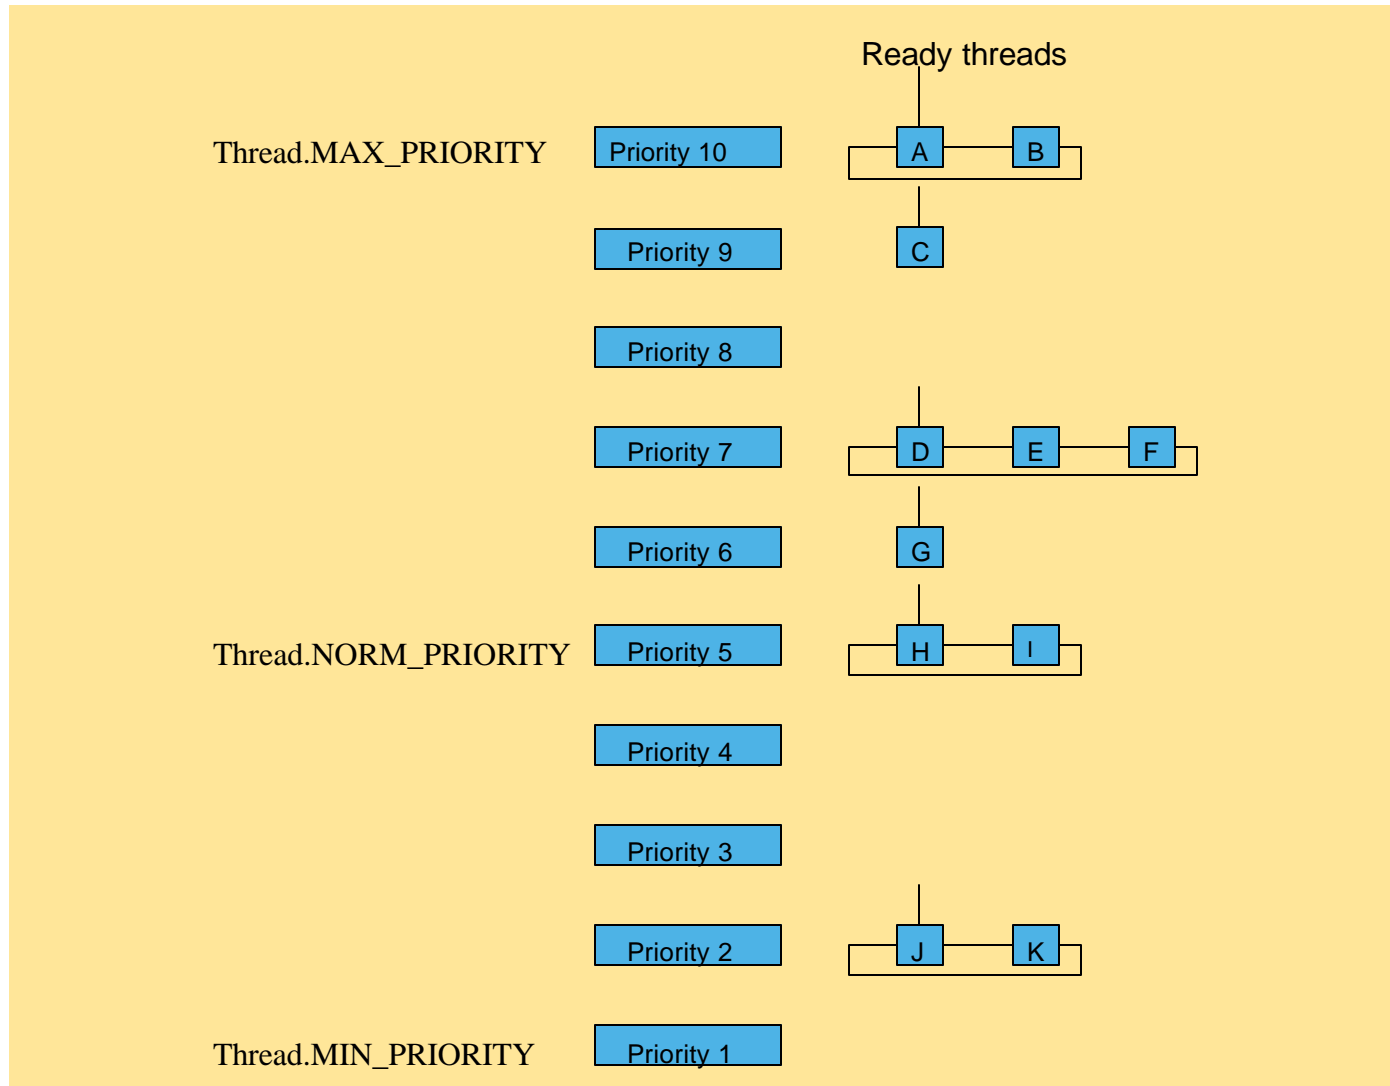 Ready threads
Thread.MAX_PRIORITY Priority 10 A B
Priority 9 C
Priority 8
Priority 7 D E F
Priority 6 G
Thread.NORM_PRIORITY Priority 5 H I
Priority 4
Priority 3
Priority 2 J K
Thread.MIN_PRIORITY Priority 1